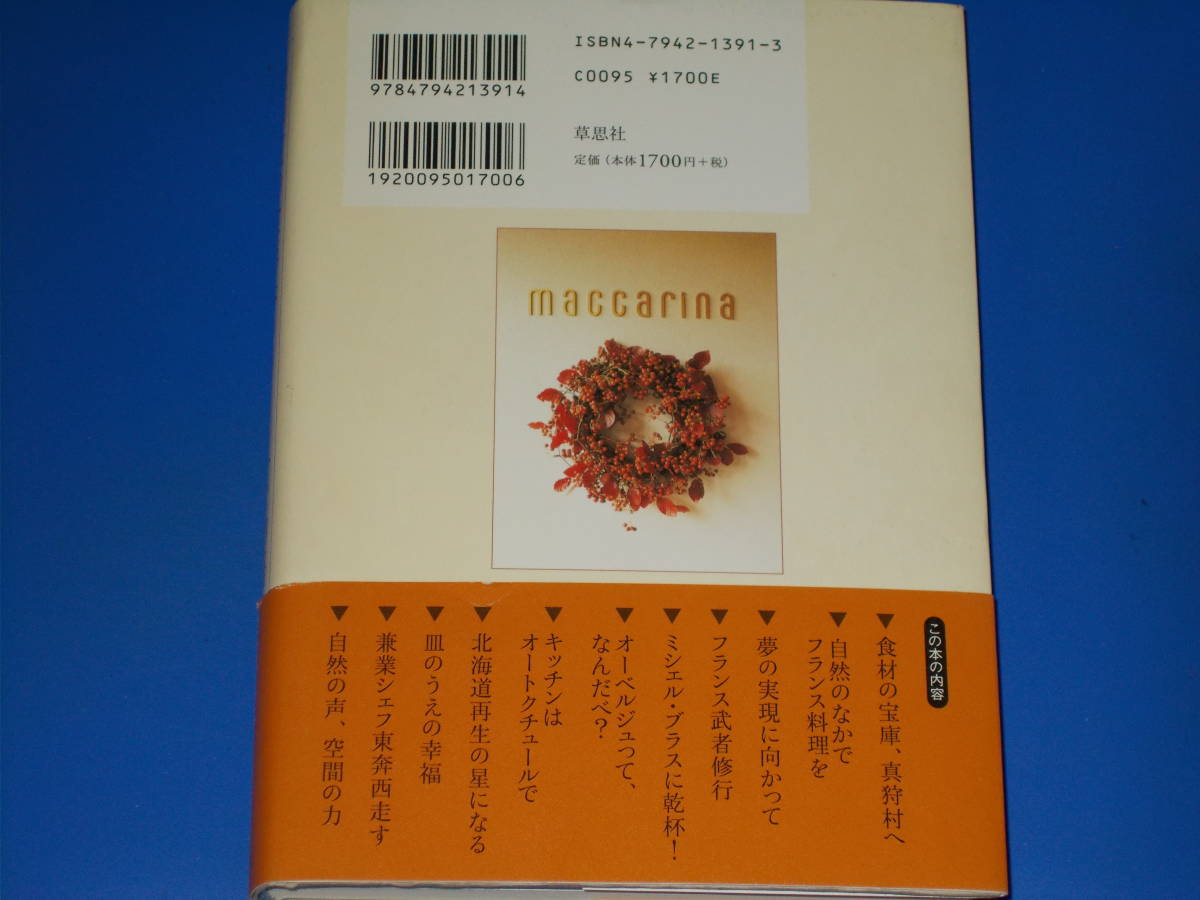 ISBN4-7942-1391-3
9784794213914
C0095 ¥1700E
1920095017006
草思社
定価（本体1700円＋税）
maccarina
この本の内容
▼食材の宝庫、真狩村へ
▼自然のなかで
フランス料理を
▼夢の実現に向かって
▼フランス武者修行
▼ミシェル・ブラスに乾杯！
▼オーベルジュって、
なんだべ？
▼キッチンは
オートクチュールで
▼北海道再生の星になる
▼皿のうえの幸福
▼兼業シェフ東奔西走す
▼自然の声、空間の力